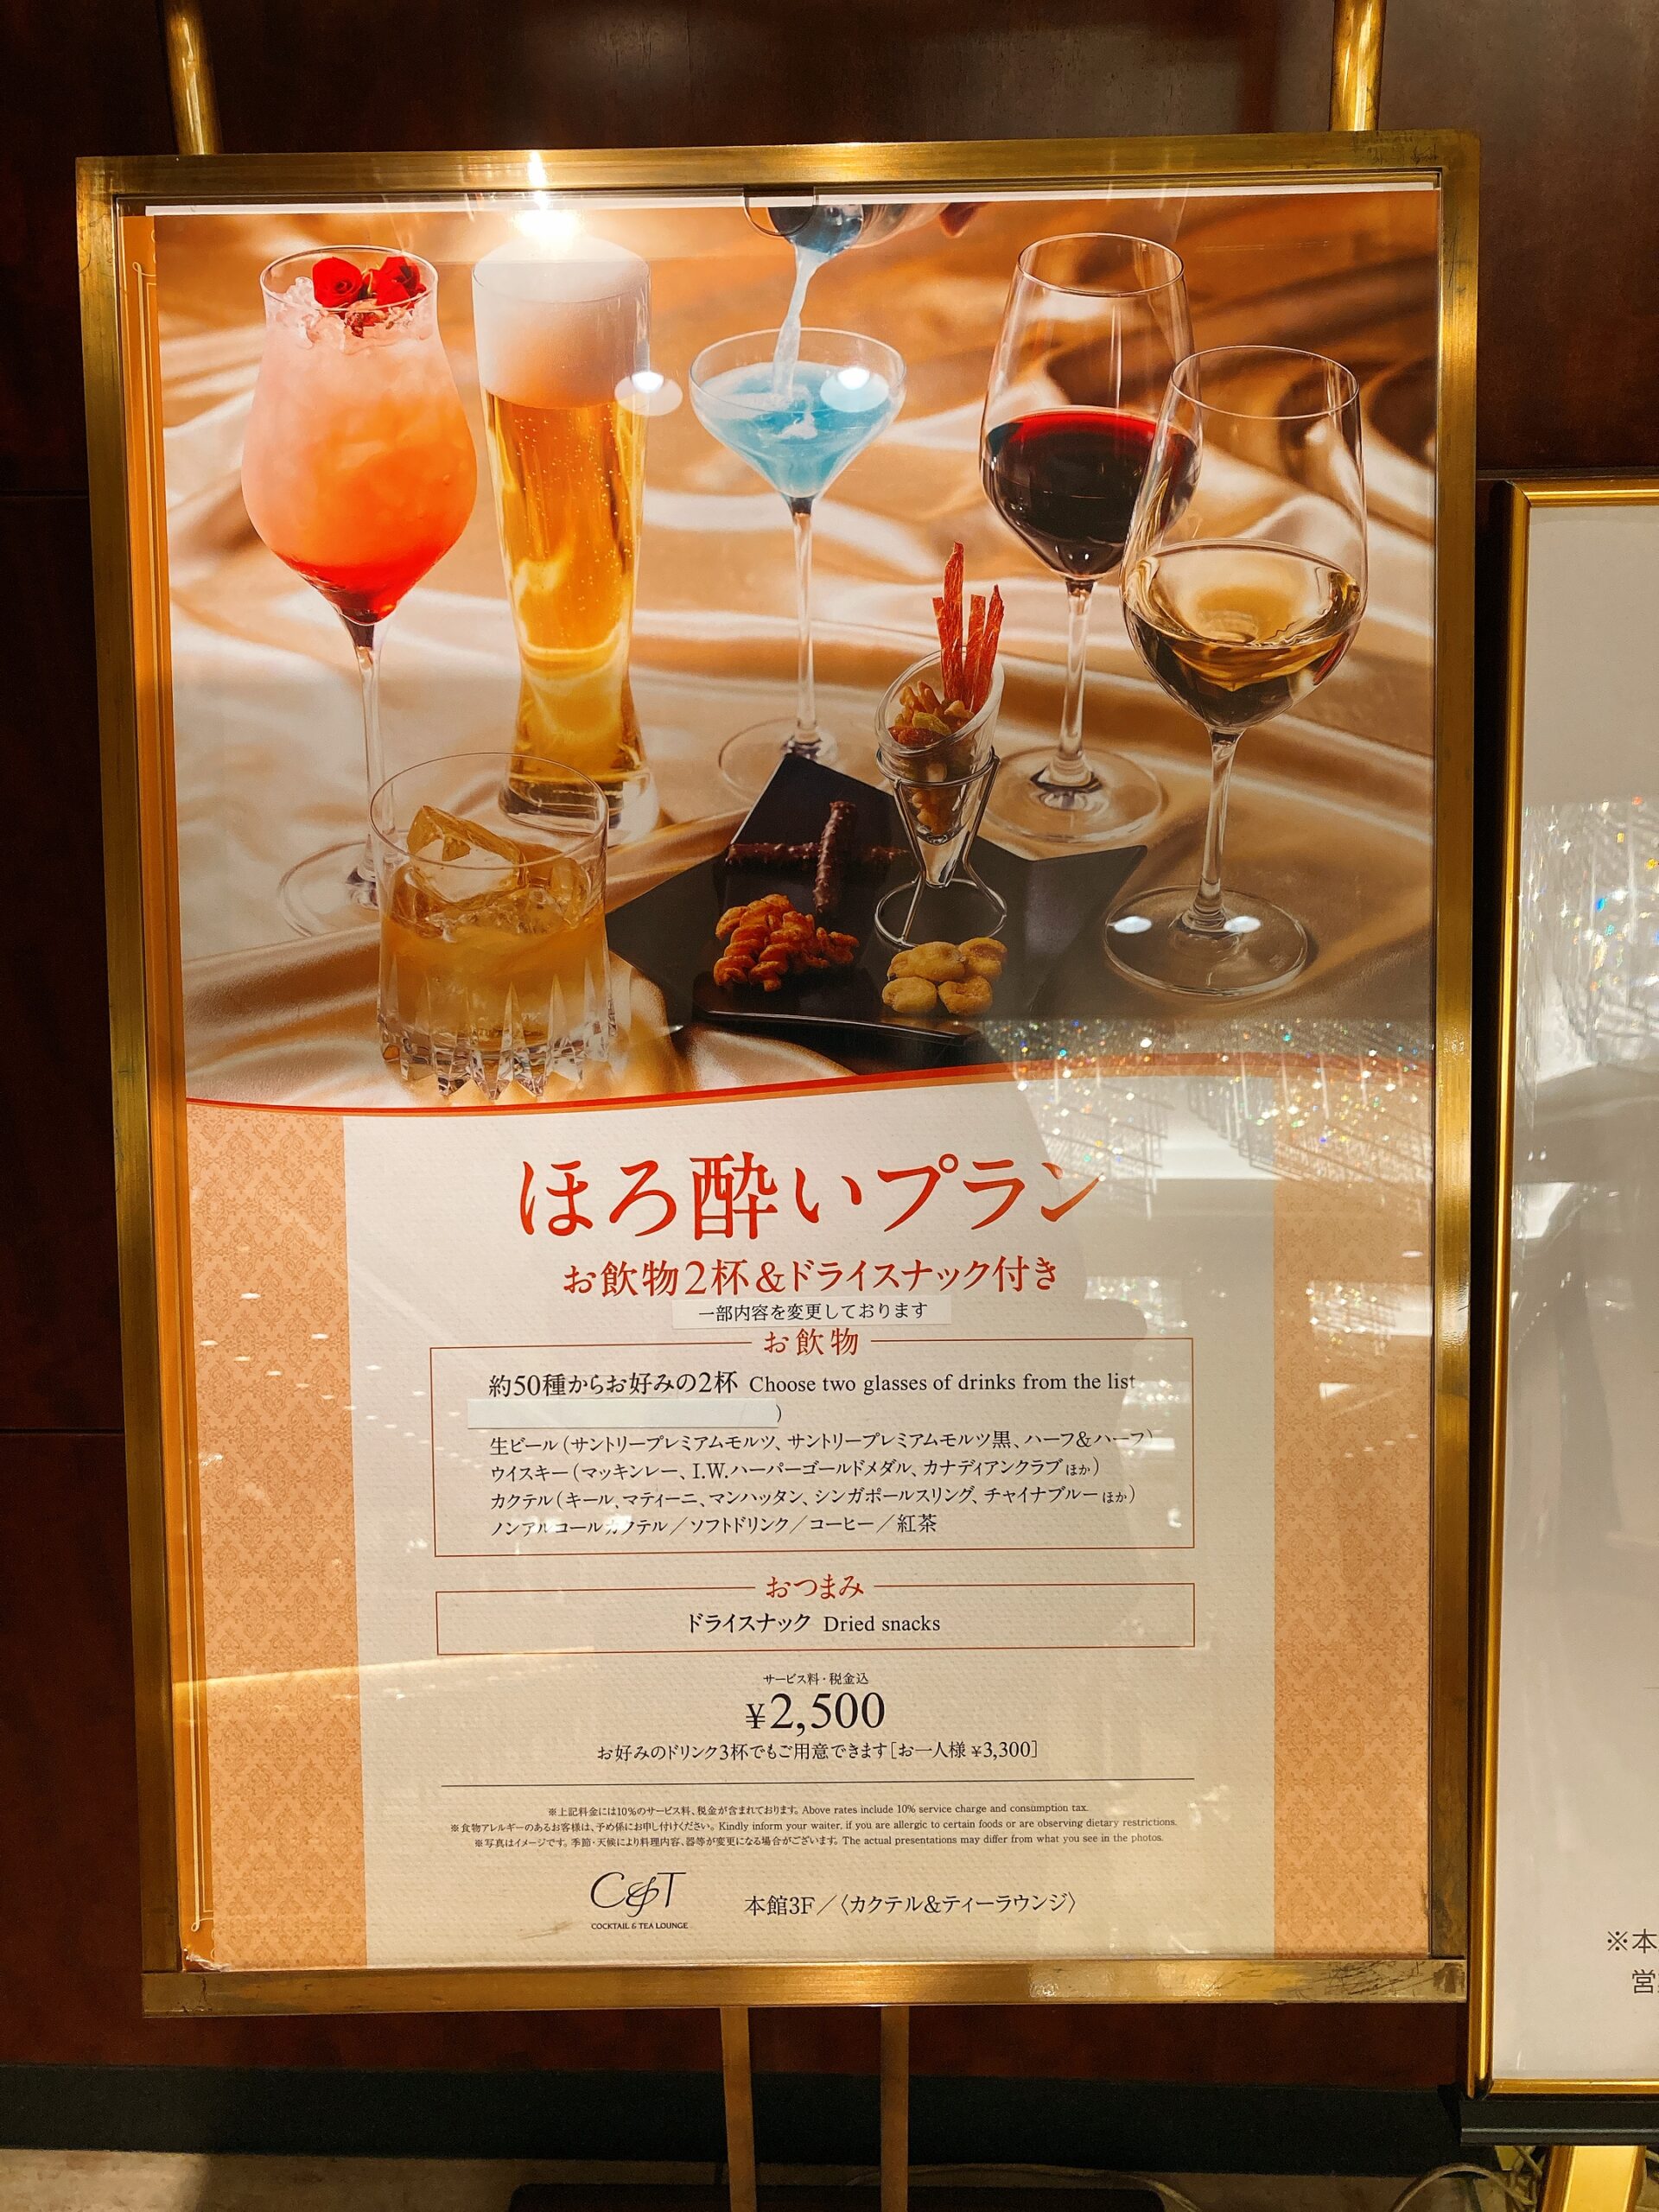 ほろ酔いプラン
お飲物2杯&ドライスナック付き
一部内容を変更しております
お飲物
約50種からお好みの2杯 Choose two glasses of drinks from the list
)
生ビール(サントリープレミアムモルツ、サントリープレミアムモルツ黒、ハーフ&ハーフ)
ウイスキー(マッキンレー、I.W.ハーパーゴールドメダル、カナディアンクラブほか)
カクテル(キール、マティーニ、マンハッタン、シンガポールスリング、チャイナブルーほか)
ノンアルコールカクテル/ソフトドリンク/コーヒー/紅茶
おつまみ
ドライスナック Dried snacks
サービス料・税金込
¥2,500
お好みのドリンク3杯でもご用意できます[お一人様 ¥3,300]
※上記料金には10%のサービス料、税金が含まれております。Above rates include 10% service charge and consumption tax.
※食物アレルギーのあるお客様は、予め係にお申し付けください。Kindly inform your waiter, if you are allergic to certain foods or are observing dietary restrictions.
※写真はイメージです。季節・天候により料理内容、器等が変更になる場合がございます。The actual presentations may differ from what you see in the photos.
C&T
COCKTAIL & TEA LOUNGE
本館3F/〈カクテル&ティーラウンジ〉
※本
営